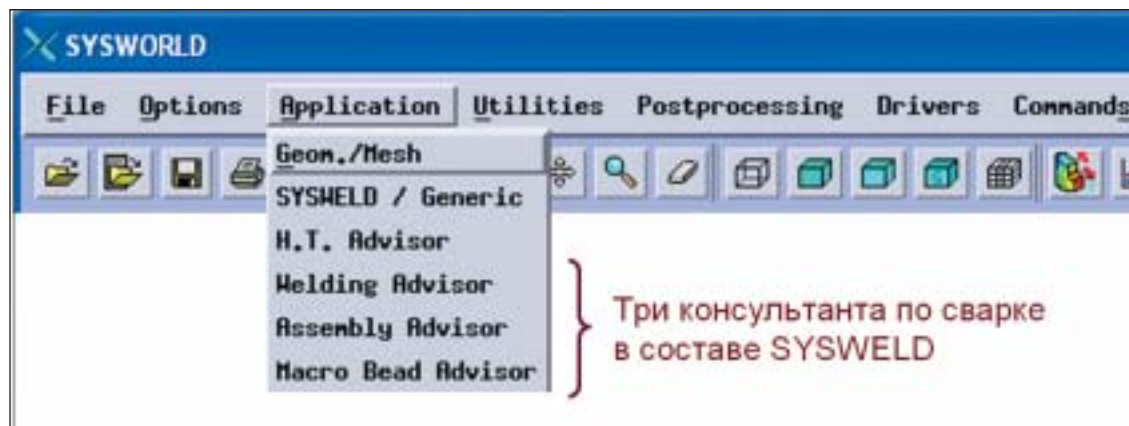 SYSWORLD
File Options Application Utilities Postprocessing Drivers Commands
Geom./Mesh
SYSWELD / Generic
H.T. Advisor
Welding Advisor
Assembly Advisor
Macro Bead Advisor
Три консультанта по сварке
в составе SYSWELD